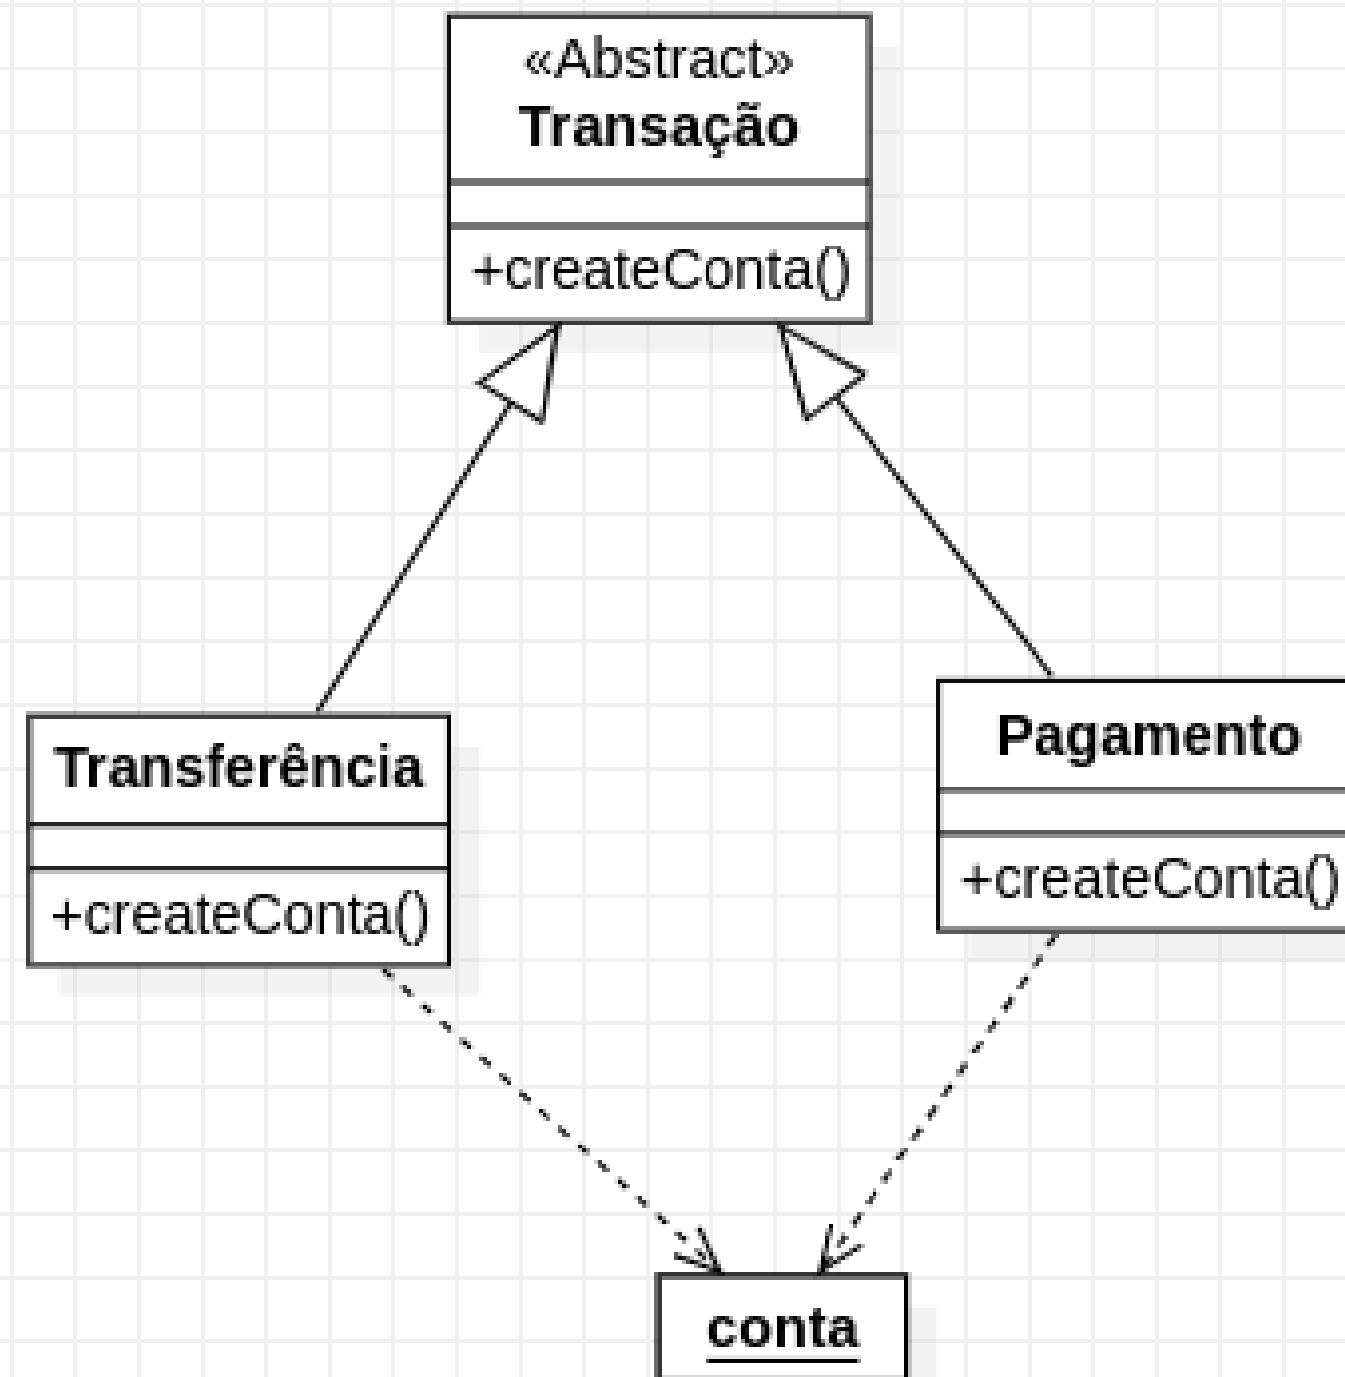 «Abstract»
Transação
+createConta()
Transferência
+createConta()
Pagamento
+createConta()
conta